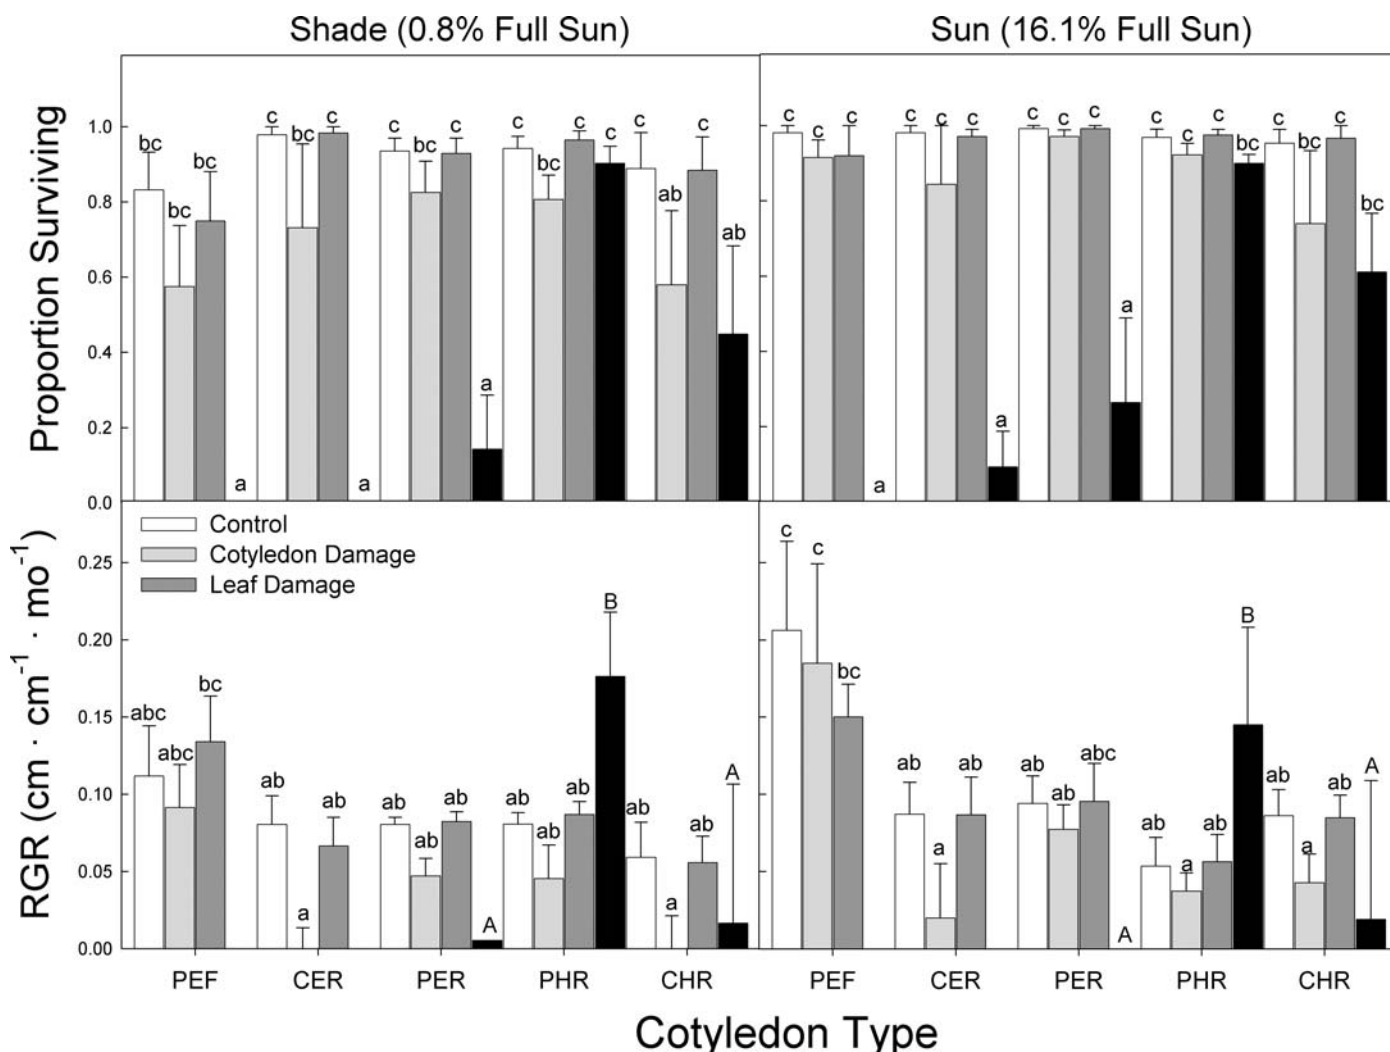 Shade (0.8% Full Sun)
Sun (16.1% Full Sun)
Proportion Surviving
1.0
0.8
0.6
0.4
0.2
0.0
bc
bc
bc
a
c
bc
c
a
c
bc
c
a
c
bc
c
c
c
ab
c
ab
c
c
c
a
c
c
c
a
c
c
c
a
c
c
c
bc
c
bc
c
bc
RGR (cm · cm⁻¹ · mo⁻¹)
0.25
0.20
0.15
0.10
0.05
0.00
Control
Cotyledon Damage
Leaf Damage
abc
abc
bc
ab
a
ab
ab
ab
ab
A
ab
ab
ab
B
ab
a
ab
A
c
c
bc
ab
a
ab
ab
ab
abc
A
ab
a
ab
B
ab
a
ab
A
PEF CER PER PHR CHR
PEF CER PER PHR CHR
Cotyledon Type